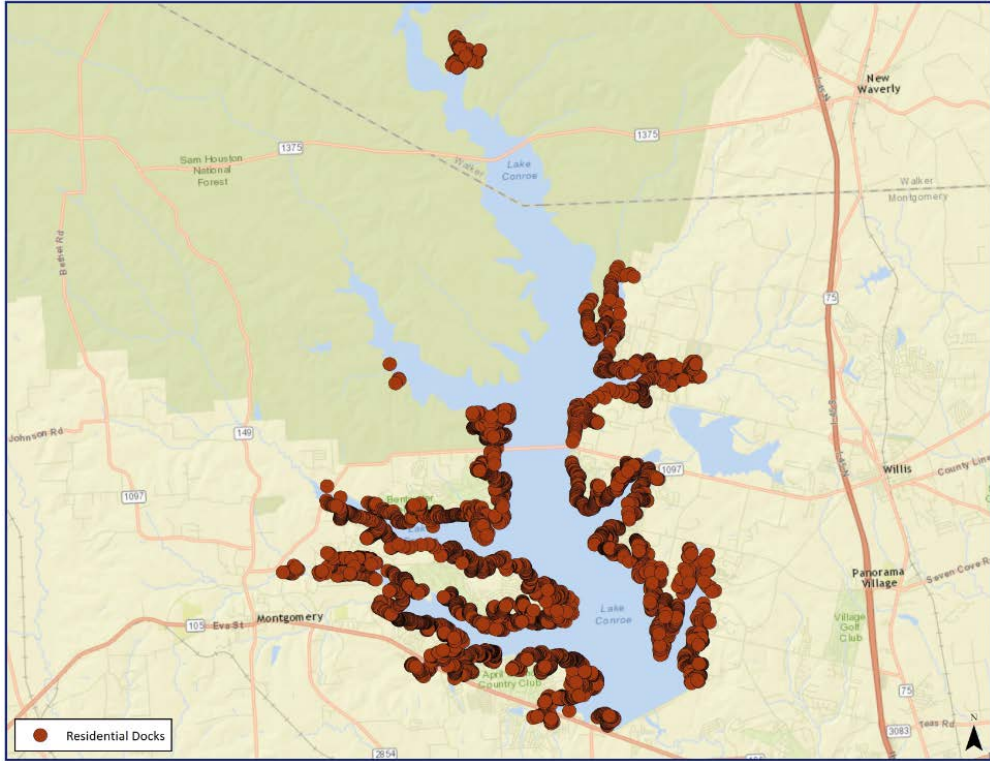 New
Waverly
1375
1375
Sam Houston
National
Forest
Walker
Lake
Conroe
Walker
Montgomery
Bethel Rd
75
Johnson Rd
149
1097
Willis
County Line
1097
Lake
Conroe
Panorama
Village
Seven Cove Rd
105
Eva St
Montgomery
Village
Golf
Club
April
Country Club
75
Teas Rd
3083
2854
105
N
Residential Docks